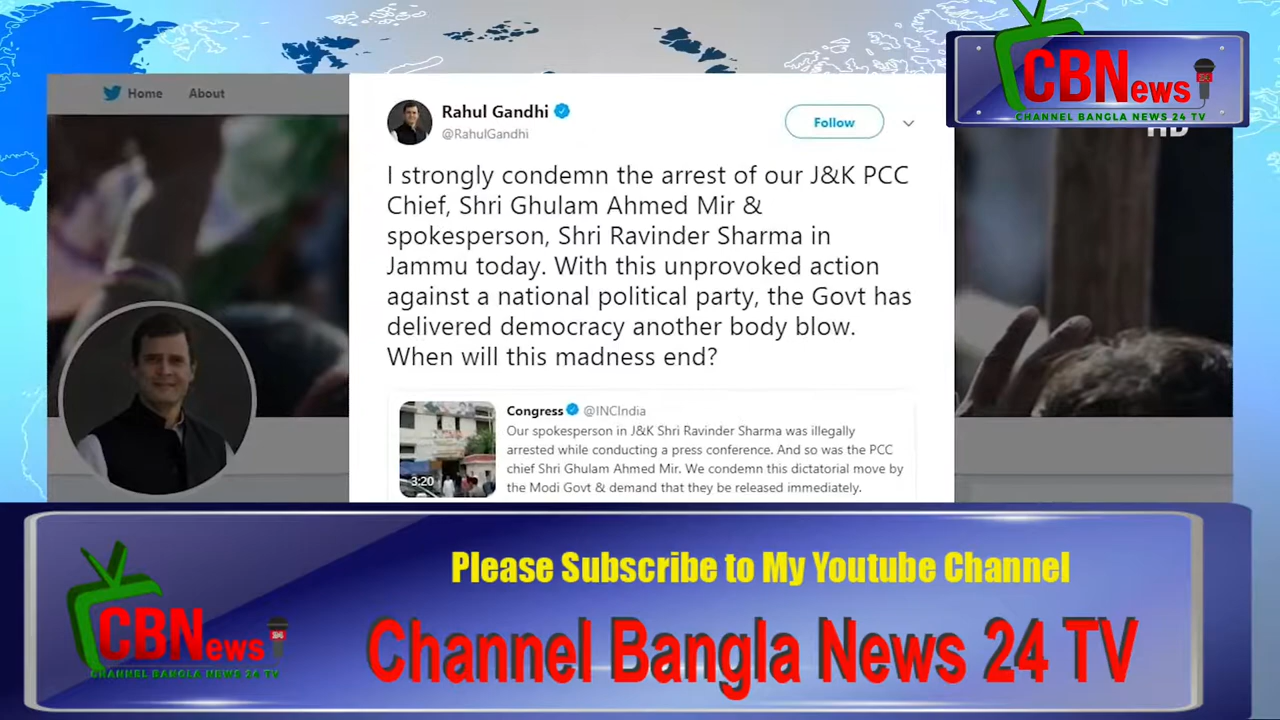 CBNews 24
CHANNEL BANGLA NEWS 24 TV
HD
Home About
Rahul Gandhi
@RahulGandhi
Follow
I strongly condemn the arrest of our J&K PCC
Chief, Shri Ghulam Ahmed Mir &
spokesperson, Shri Ravinder Sharma in
Jammu today. With this unprovoked action
against a national political party, the Govt has
delivered democracy another body blow.
When will this madness end?
Congress @INCIndia
Our spokesperson in J&K Shri Ravinder Sharma was illegally
arrested while conducting a press conference. And so was the PCC
chief Shri Ghulam Ahmed Mir. We condemn this dictatorial move by
the Modi Govt & demand that they be released immediately.
3:20
Please Subscribe to My Youtube Channel
Channel Bangla News 24 TV
CBNews 24
CHANNEL BANGLA NEWS 24 TV